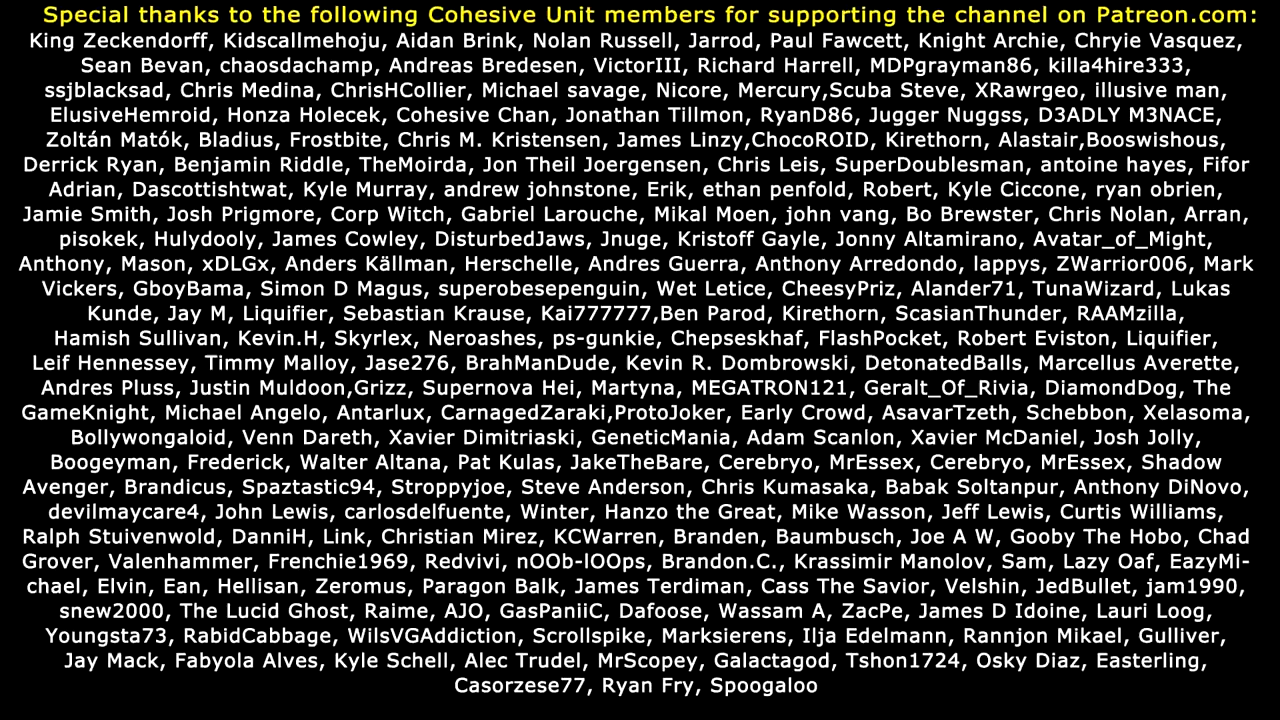 Special thanks to the following Cohesive Unit members for supporting the channel on Patreon.com:
King Zeckendorff, Kidscallmehoju, Aidan Brink, Nolan Russell, Jarrod, Paul Fawcett, Knight Archie, Chryie Vasquez,
Sean Bevan, chaosdachamp, Andreas Bredesen, VictorIII, Richard Harrell, MDPgrayman86, killa4hire333,
ssjblacksad, Chris Medina, ChrisHCollier, Michael savage, Nicore, Mercury,Scuba Steve, XRawrgeo, illusive man,
ElusiveHemroid, Honza Holecek, Cohesive Chan, Jonathan Tillmon, RyanD86, Jugger Nuggss, D3ADLY M3NACE,
Zoltán Matók, Bladius, Frostbite, Chris M. Kristensen, James Linzy,ChocoROID, Kirethorn, Alastair,Booswishous,
Derrick Ryan, Benjamin Riddle, TheMoirda, Jon Theil Joergensen, Chris Leis, SuperDoublesman, antoine hayes, Fifor
Adrian, Dascottishtwat, Kyle Murray, andrew johnstone, Erik, ethan penfold, Robert, Kyle Ciccone, ryan obrien,
Jamie Smith, Josh Prigmore, Corp Witch, Gabriel Larouche, Mikal Moen, john vang, Bo Brewster, Chris Nolan, Arran,
pisokek, Hulydooly, James Cowley, DisturbedJaws, Jnuge, Kristoff Gayle, Jonny Altamirano, Avatar_of_Might,
Anthony, Mason, xDLGx, Anders Källman, Herschelle, Andres Guerra, Anthony Arredondo, lappys, ZWarrior006, Mark
Vickers, GboyBama, Simon D Magus, superobesepenguin, Wet Letice, CheesyPriz, Alander71, TunaWizard, Lukas
Kunde, Jay M, Liquifier, Sebastian Krause, Kai777777,Ben Parod, Kirethorn, ScasianThunder, RAAMzilla,
Hamish Sullivan, Kevin.H, Skyrlex, Neroashes, ps-gunkie, Chepseskhaf, FlashPocket, Robert Eviston, Liquifier,
Leif Hennessey, Timmy Malloy, Jase276, BrahManDude, Kevin R. Dombrowski, DetonatedBalls, Marcellus Averette,
Andres Pluss, Justin Muldoon,Grizz, Supernova Hei, Martyna, MEGATRON121, Geralt_Of_Rivia, DiamondDog, The
GameKnight, Michael Angelo, Antarlux, CarnagedZaraki,ProtoJoker, Early Crowd, AsavarTzeth, Schebbon, Xelasoma,
Bollywongaloid, Venn Dareth, Xavier Dimitriaski, GeneticMania, Adam Scanlon, Xavier McDaniel, Josh Jolly,
Boogeyman, Frederick, Walter Altana, Pat Kulas, JakeTheBare, Cerebryo, MrEssex, Cerebryo, MrEssex, Shadow
Avenger, Brandicus, Spaztastic94, Stroppyjoe, Steve Anderson, Chris Kumasaka, Babak Soltanpur, Anthony DiNovo,
devilmaycare4, John Lewis, carlosdelfuente, Winter, Hanzo the Great, Mike Wasson, Jeff Lewis, Curtis Williams,
Ralph Stuivenwold, DanniH, Link, Christian Mirez, KCWarren, Branden, Baumbusch, Joe A W, Gooby The Hobo, Chad
Grover, Valenhammer, Frenchie1969, Redvivi, nOOb-lOOps, Brandon.C., Krassimir Manolov, Sam, Lazy Oaf, EazyMi-
chael, Elvin, Ean, Hellisan, Zeromus, Paragon Balk, James Terdiman, Cass The Savior, Velshin, JedBullet, jam1990,
snew2000, The Lucid Ghost, Raime, AJO, GasPaniiC, Dafoose, Wassam A, ZacPe, James D Idoine, Lauri Loog,
Youngsta73, RabidCabbage, WilsVGAddiction, Scrollspike, Marksierens, Ilja Edelmann, Rannjon Mikael, Gulliver,
Jay Mack, Fabyola Alves, Kyle Schell, Alec Trudel, MrScopey, Galactagod, Tshon1724, Osky Diaz, Easterling,
Casorzese77, Ryan Fry, Spoogaloo